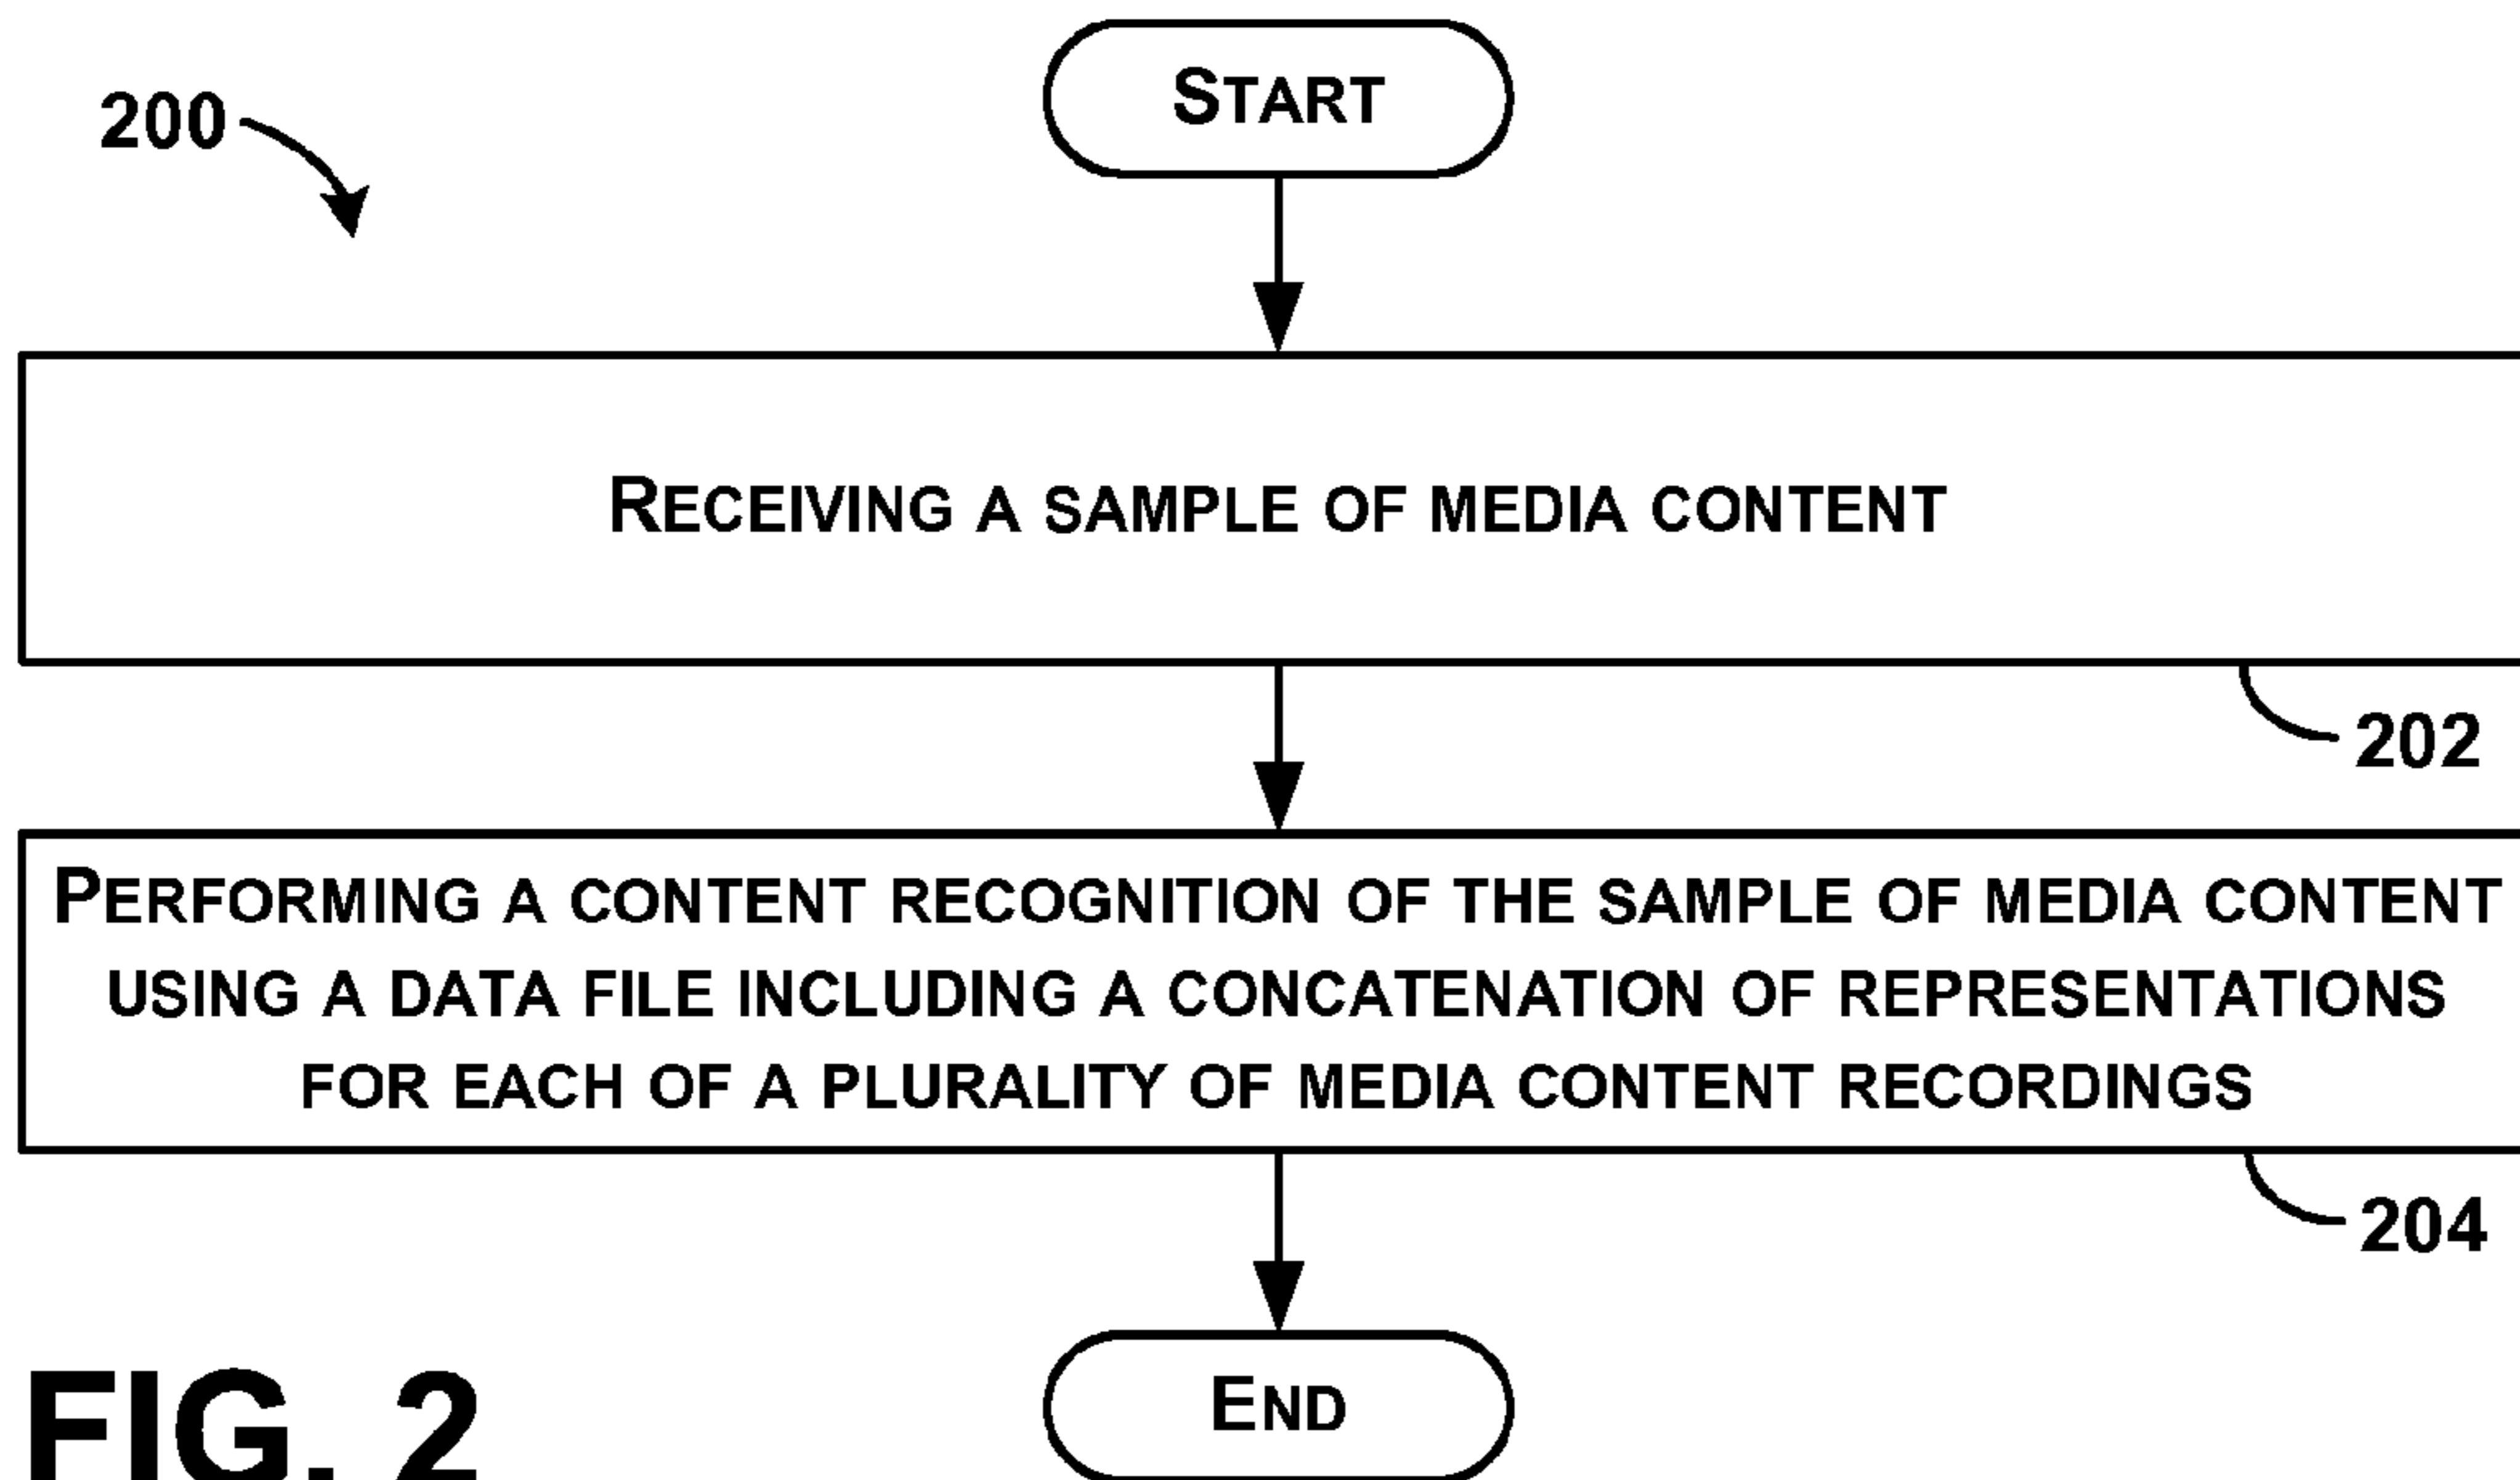 START
200
RECEIVING A SAMPLE OF MEDIA CONTENT
202
PERFORMING A CONTENT RECOGNITION OF THE SAMPLE OF MEDIA CONTENT
USING A DATA FILE INCLUDING A CONCATENATION OF REPRESENTATIONS
FOR EACH OF A PLURALITY OF MEDIA CONTENT RECORDINGS
204
END
FIG. 2